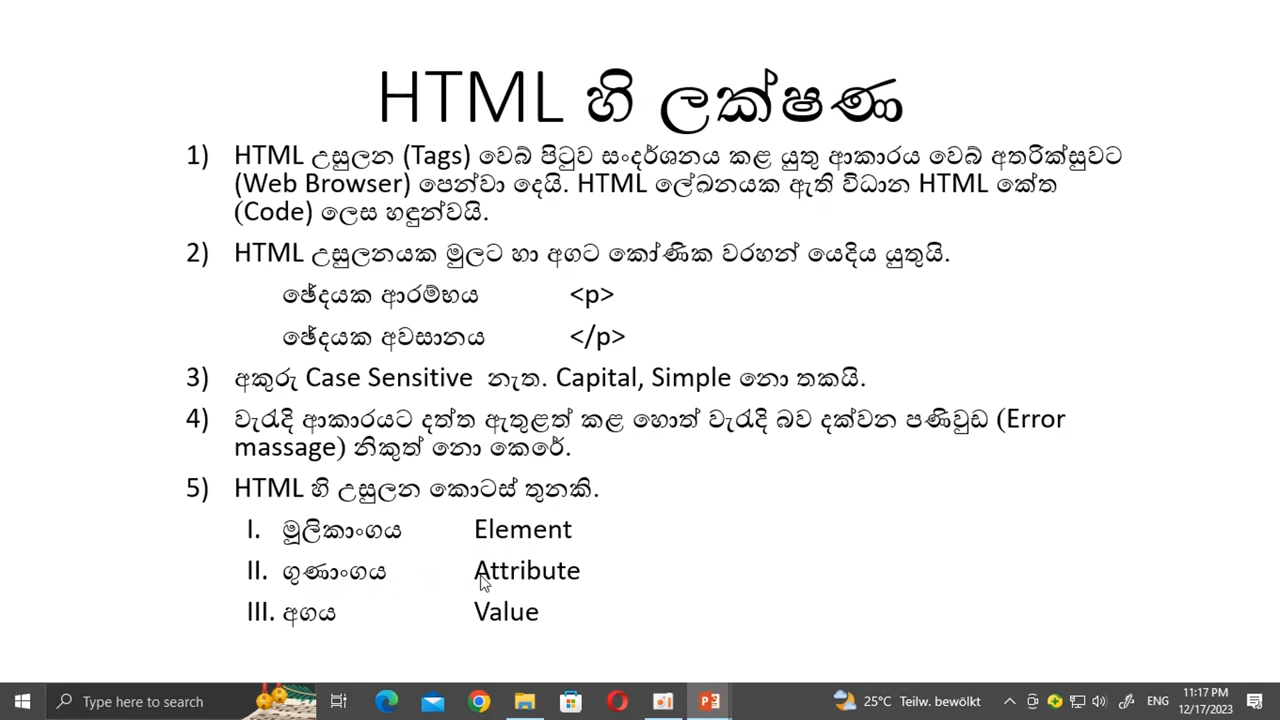 HTML හි ලක්ෂණ
1) HTML උසුලන (Tags) වෙබ් පිටුව සංදර්ශනය කළ යුතු ආකාරය වෙබ් අතරික්සුවට
(Web Browser) පෙන්වා දෙයි. HTML ලේඛනයක ඇති විධාන HTML කේත
(Code) ලෙස හඳුන්වයි.
2) HTML උසුලනයක මුලට හා අගට කෝණික වරහන් යෙදිය යුතුයි.
ඡේදයක ආරම්භය <p>
ඡේදයක අවසානය </p>
3) අකුරු Case Sensitive නැත. Capital, Simple නො තකයි.
4) වැරැදි ආකාරයට දත්ත ඇතුළත් කළ හොත් වැරැදි බව දක්වන පණිවුඩ (Error
massage) නිකුත් නො කෙරේ.
5) HTML හි උසුලන කොටස් තුනකි.
I. මූලිකාංගය Element
II. ගුණාංගය Attribute
III. අගය Value
Type here to search 25°C Teilw. bewölkt ENG 11:17 PM
12/17/2023